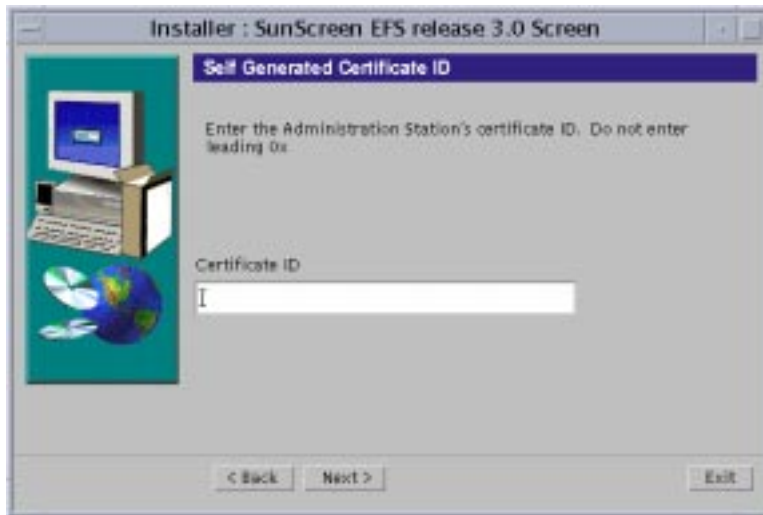 Installer : SunScreen EFS release 3.0 Screen
Self Generated Certificate ID
Enter the Administration Station's certificate ID. Do not enter
leading 0x
Certificate ID
< Back Next > Exit